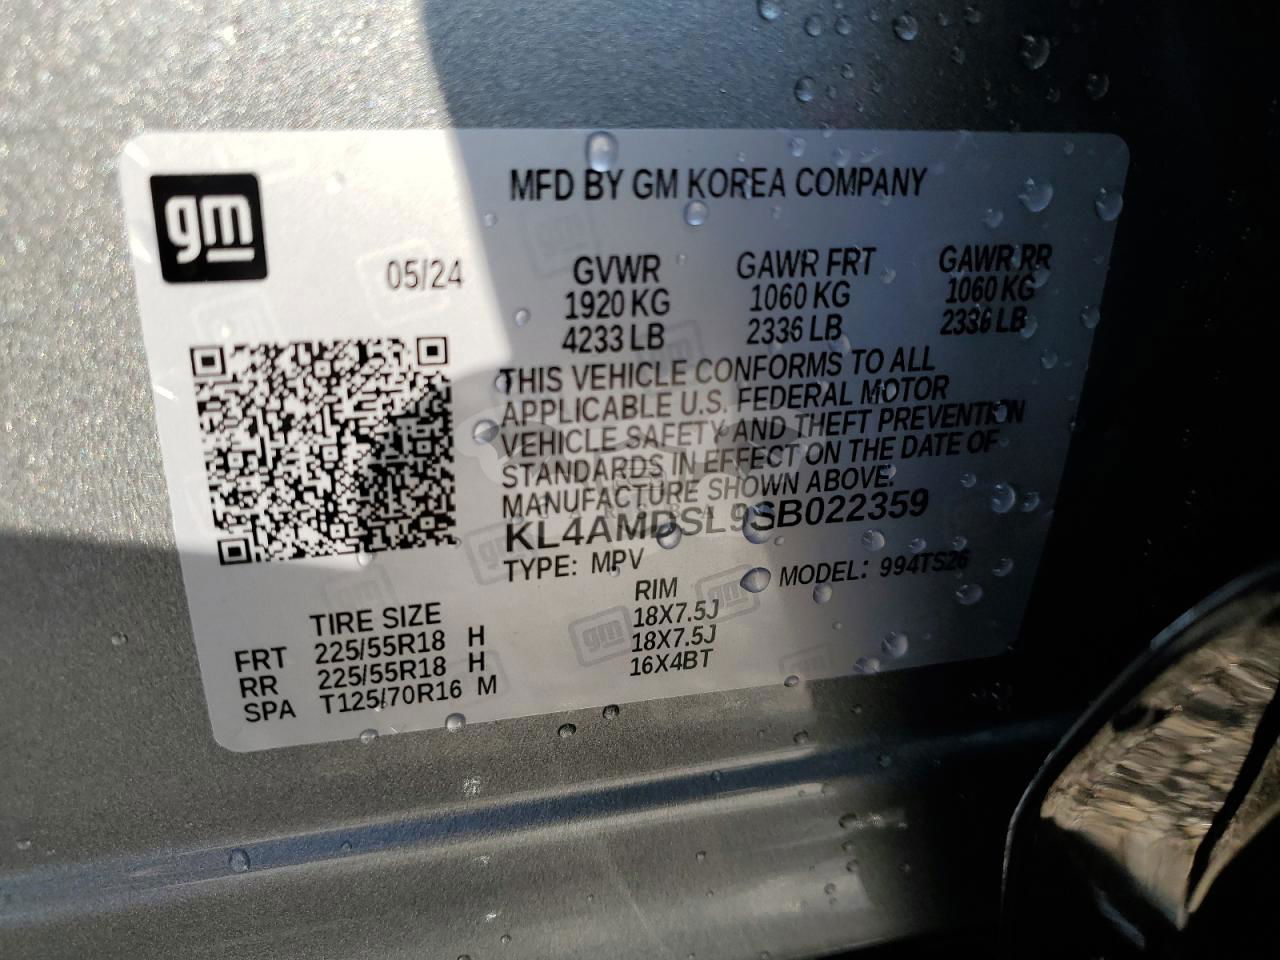 gm
MFD BY GM KOREA COMPANY
05/24
GVWR GAWR FRT GAWR RR
1920 KG 1060 KG 1060 KG
4233 LB 2336 LB 2336 LB
THIS VEHICLE CONFORMS TO ALL
APPLICABLE U.S. FEDERAL MOTOR
VEHICLE SAFETY AND THEFT PREVENTION
STANDARDS IN EFFECT ON THE DATE OF
MANUFACTURE SHOWN ABOVE.
KL4AMDSL9SB022359
TYPE: MPV MODEL: 994TS26
TIRE SIZE RIM
FRT 225/55R18 H 18X7.5J
RR 225/55R18 H 18X7.5J
SPA T125/70R16 M 16X4BT
gm
gm